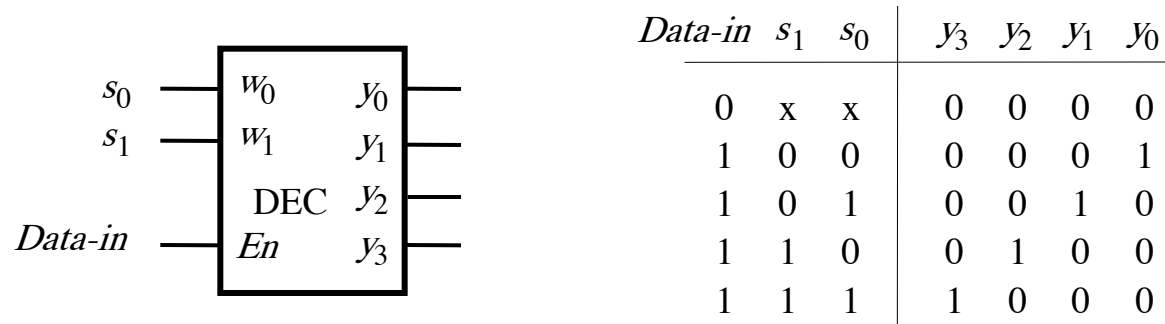 s0 w0 y0
s1 w1 y1
DEC y2
Data-in En y3
Data-in s1 s0 y3 y2 y1 y0
0 x x 0 0 0 0
1 0 0 0 0 0 1
1 0 1 0 0 1 0
1 1 0 0 1 0 0
1 1 1 1 0 0 0